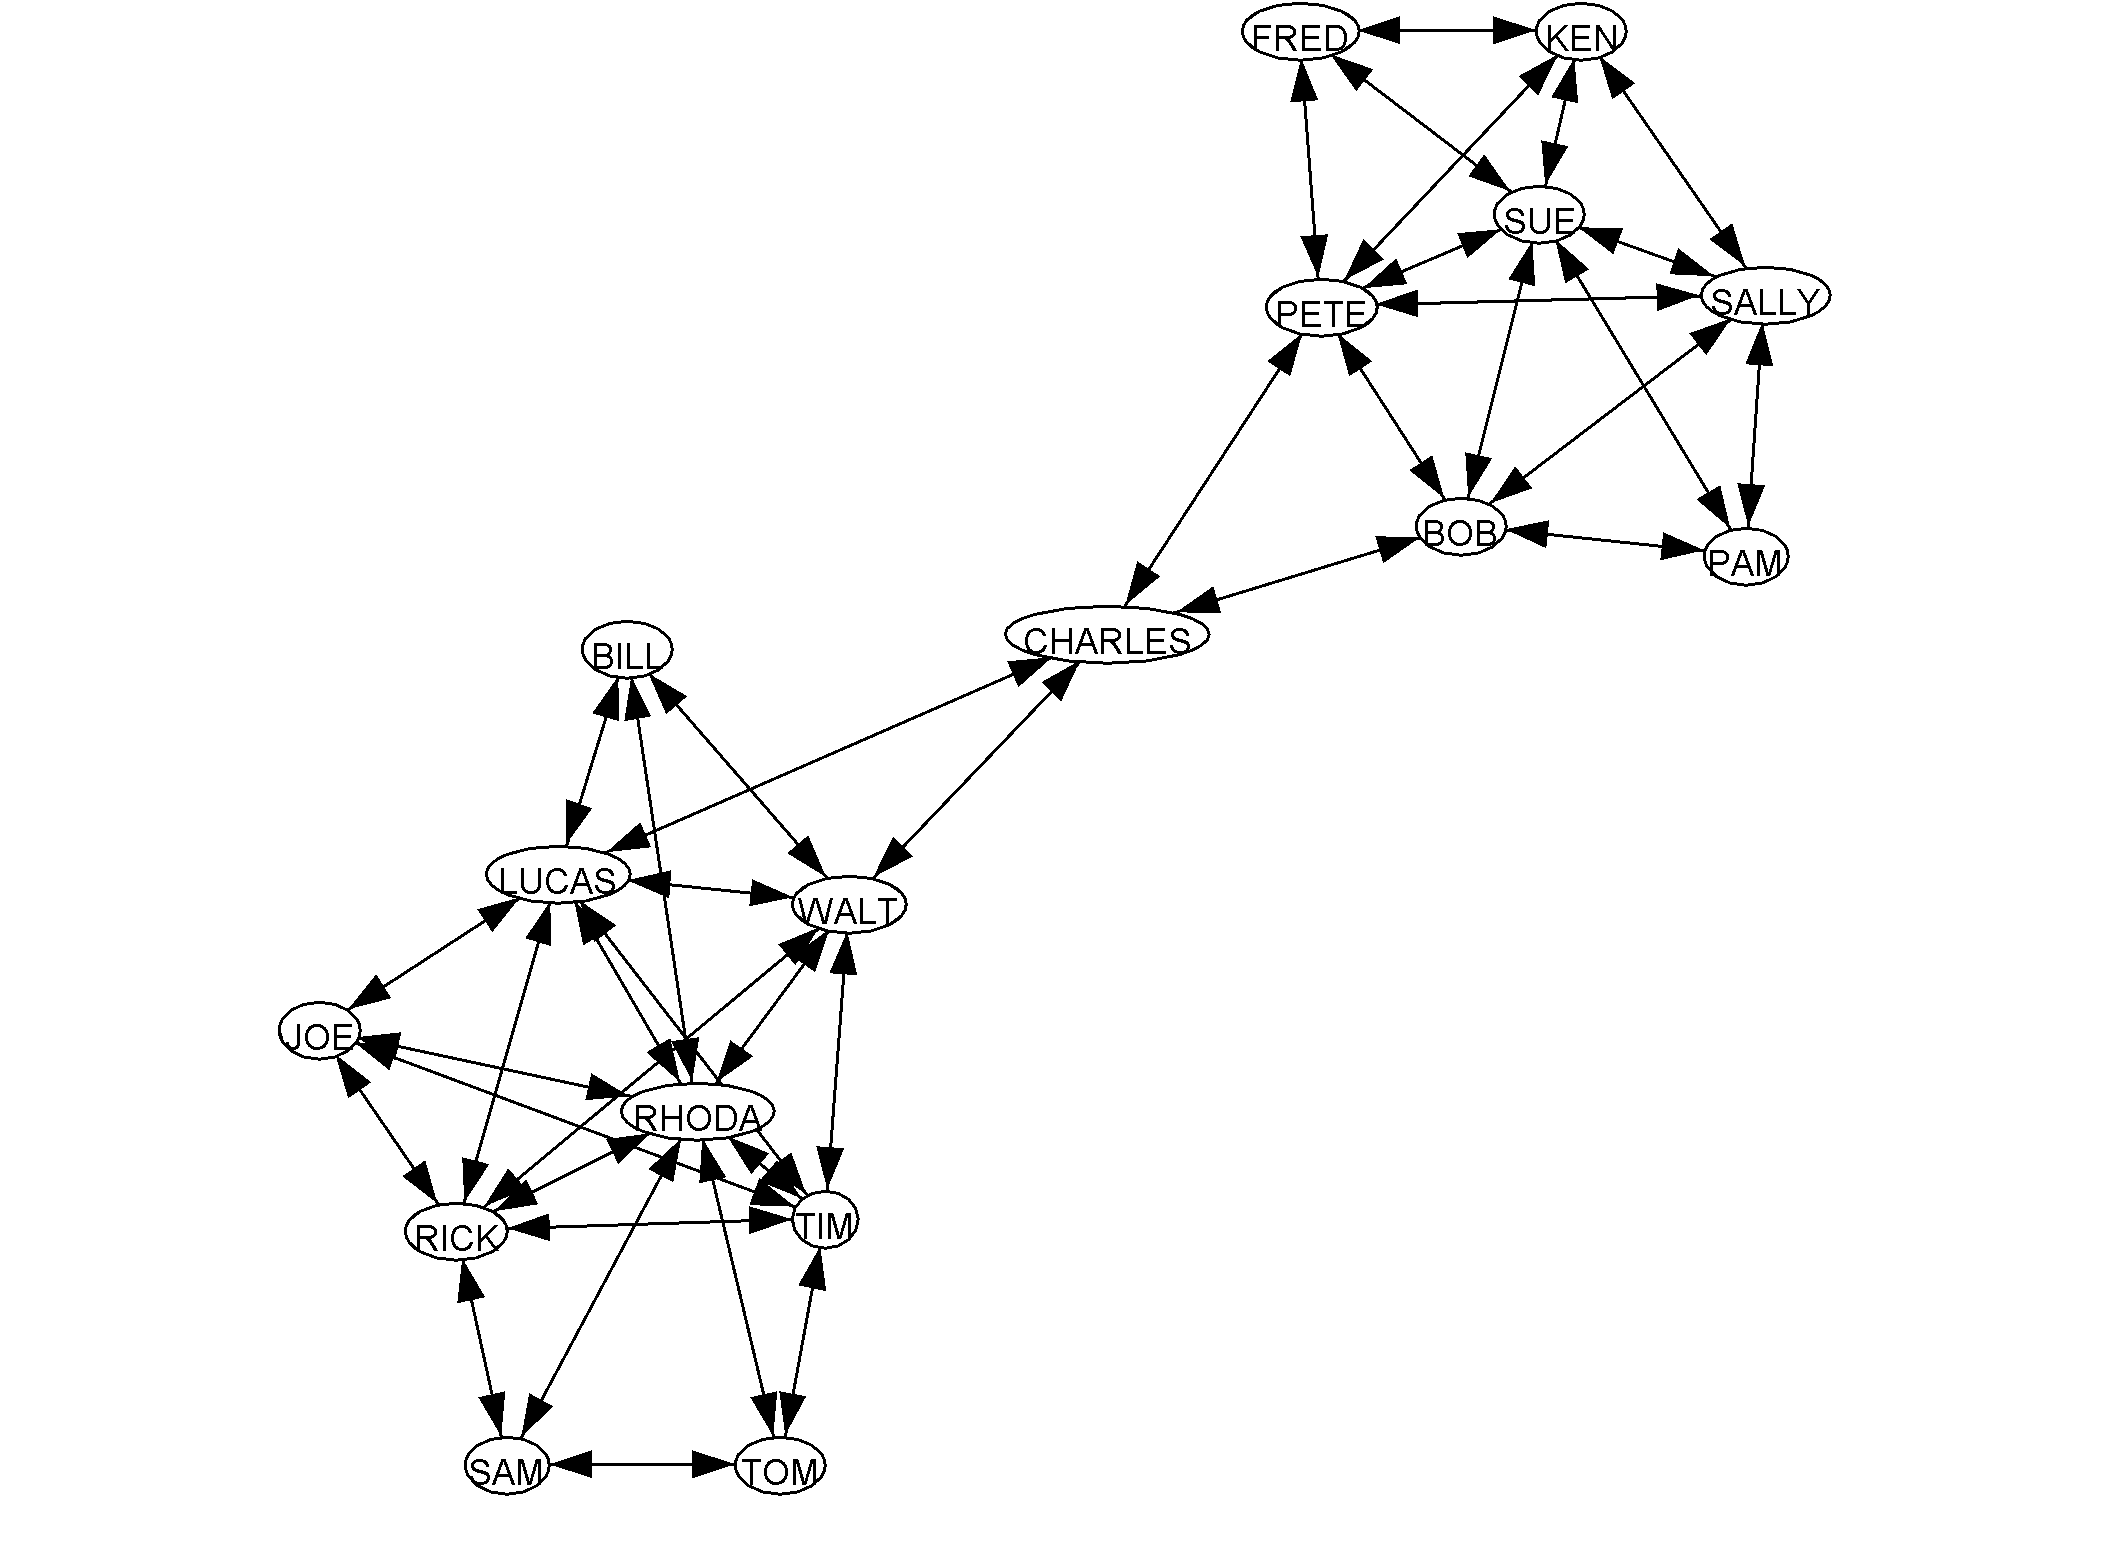 FRED
KEN
SUE
PETE
SALLY
BOB
PAM
CHARLES
BILL
LUCAS
WALT
JOE
RHODA
RICK
TIM
SAM
TOM